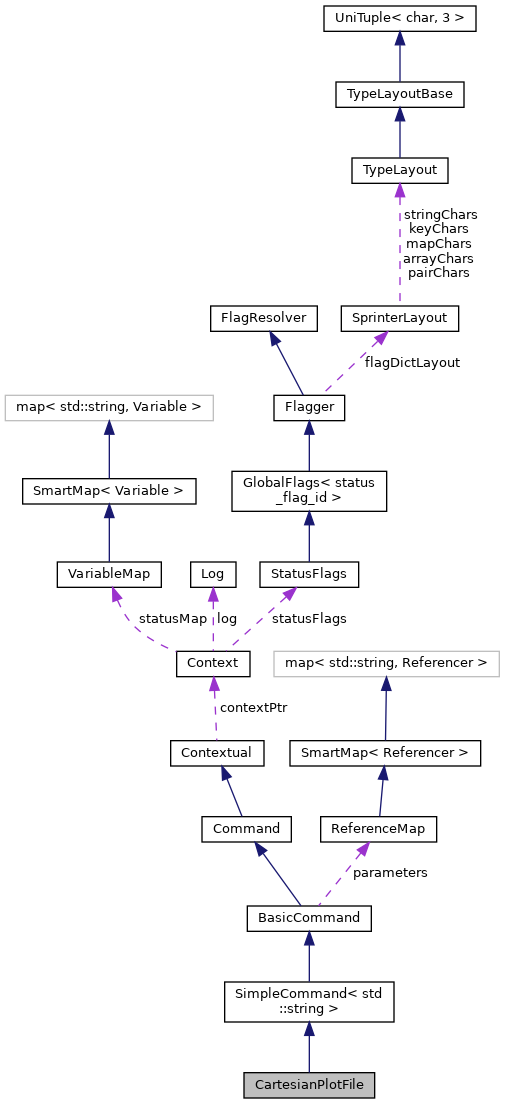 UniTuple< char, 3 >
TypeLayoutBase
TypeLayout
stringChars
keyChars
mapChars
arrayChars
pairChars
FlagResolver
SprinterLayout
flagDictLayout
map< std::string, Variable >
Flagger
SmartMap< Variable >
GlobalFlags< status
_flag_id >
VariableMap
Log
StatusFlags
statusMap
log
statusFlags
Context
map< std::string, Referencer >
contextPtr
Contextual
SmartMap< Referencer >
Command
ReferenceMap
parameters
BasicCommand
SimpleCommand< std
::string >
CartesianPlotFile